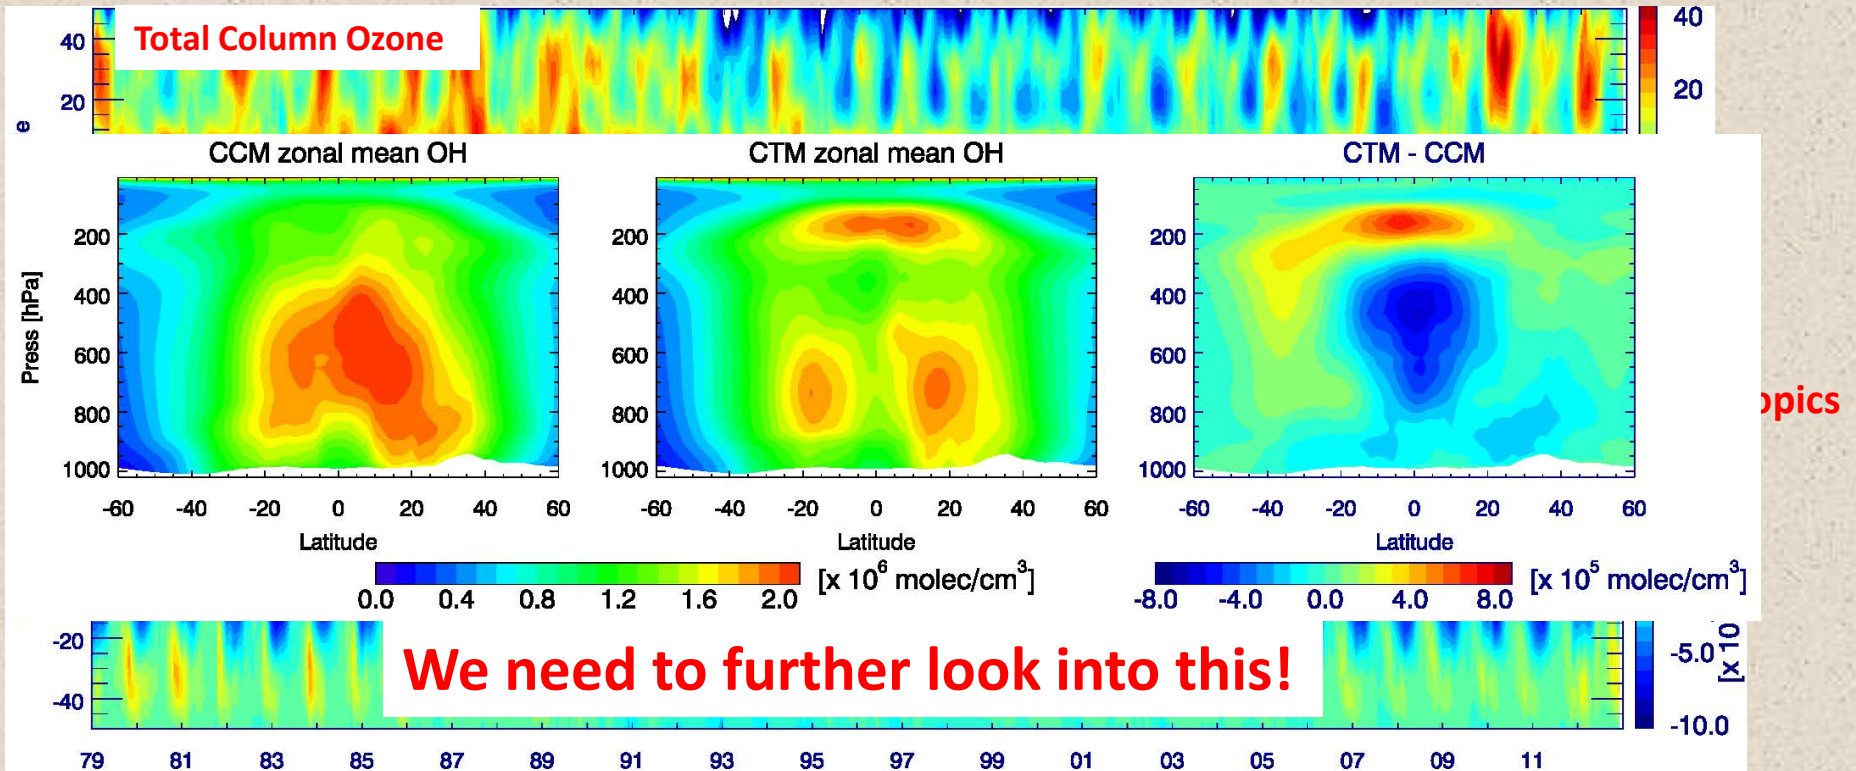 Total Column Ozone
40
20
40
20
CCM zonal mean OH
CTM zonal mean OH
CTM - CCM
Press [hPa]
200
400
600
800
1000
200
400
600
800
1000
200
400
600
800
1000
opics
-60 -40 -20 0 20 40 60
-60 -40 -20 0 20 40 60
-60 -40 -20 0 20 40 60
Latitude
Latitude
Latitude
0.0 0.4 0.8 1.2 1.6 2.0
[x 10⁶ molec/cm³]
-8.0 -4.0 0.0 4.0 8.0
[x 10⁵ molec/cm³]
We need to further look into this!
-20
-40
-5.0
-10.0
[x 10
79 81 83 85 87 89 91 93 95 97 99 01 03 05 07 09 11